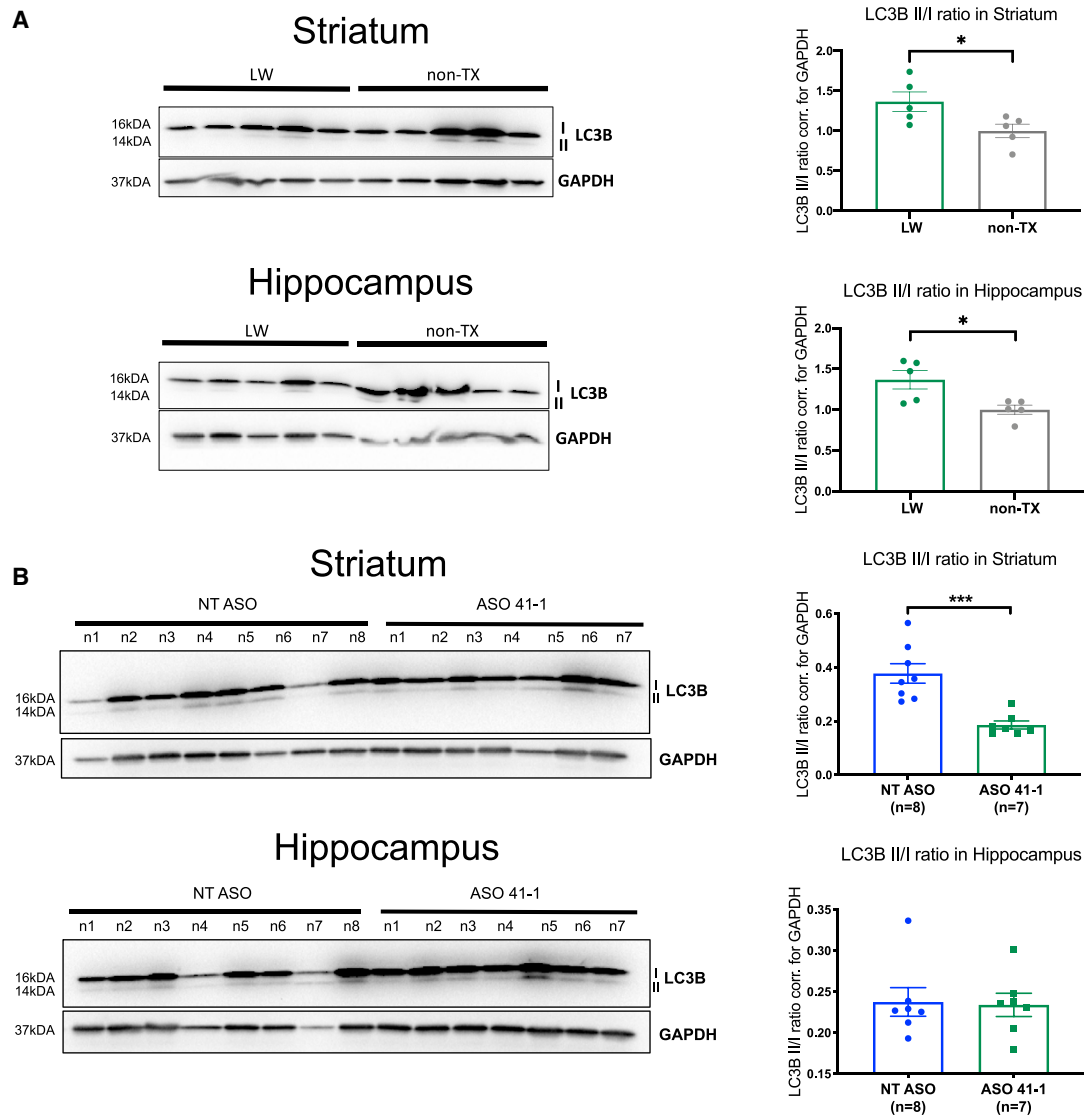 A
Striatum
LW non-TX
16kDA
14kDA
I
II
LC3B
37kDA
GAPDH
LC3B II/I ratio in Striatum
*
LC3B II/I ratio corr. for GAPDH
2.0
1.5
1.0
0.5
0.0
LW non-TX
Hippocampus
LW non-TX
16kDA
14kDA
I
II
LC3B
37kDA
GAPDH
LC3B II/I ratio in Hippocampus
*
LC3B II/I ratio corr. for GAPDH
2.0
1.5
1.0
0.5
0.0
LW non-TX
B
Striatum
NT ASO ASO 41-1
n1 n2 n3 n4 n5 n6 n7 n8 n1 n2 n3 n4 n5 n6 n7
16kDA
14kDA
I
II
LC3B
37kDA
GAPDH
LC3B II/I ratio in Striatum
***
LC3B II/I ratio corr. for GAPDH
0.6
0.4
0.2
0.0
NT ASO ASO 41-1
(n=8) (n=7)
Hippocampus
NT ASO ASO 41-1
n1 n2 n3 n4 n5 n6 n7 n8 n1 n2 n3 n4 n5 n6 n7
16kDA
14kDA
I
II
LC3B
37kDA
GAPDH
LC3B II/I ratio in Hippocampus
LC3B II/I ratio corr. for GAPDH
0.35
0.30
0.25
0.20
0.15
NT ASO ASO 41-1
(n=8) (n=7)